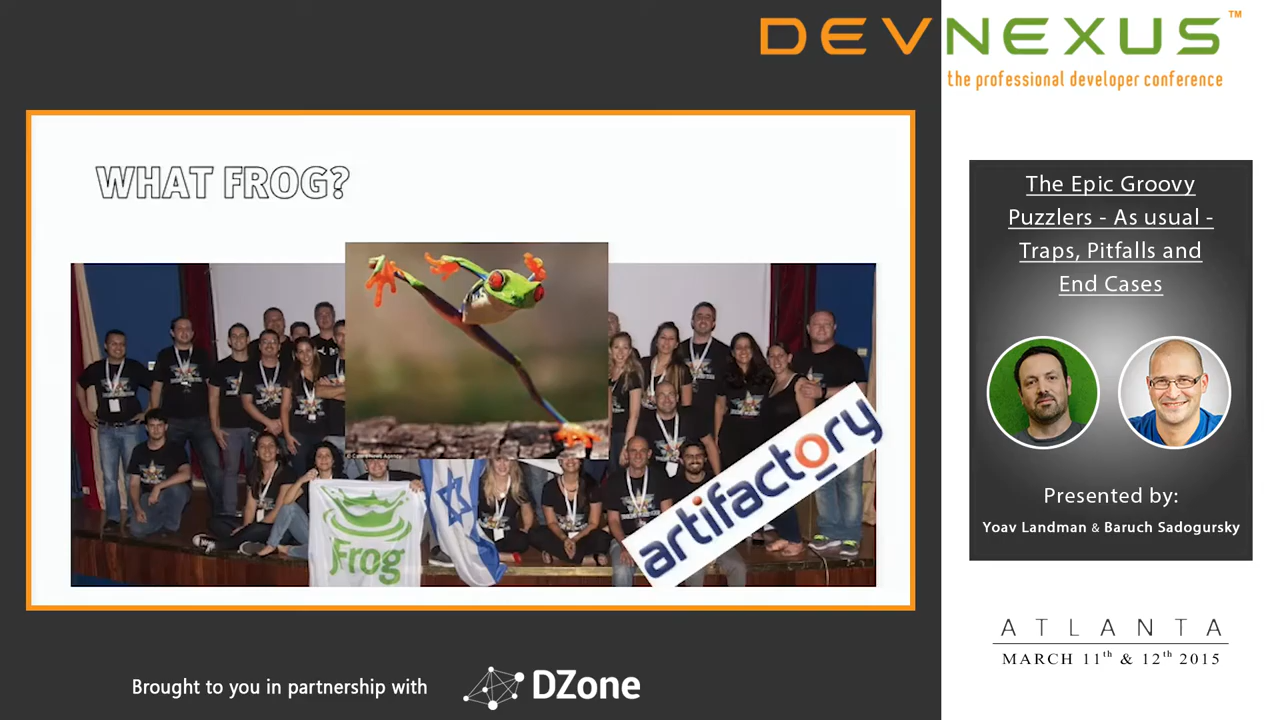 DEVNEXUS™
the professional developer conference
WHAT FROG?
JFrog
artifactory
The Epic Groovy
Puzzlers - As usual -
Traps, Pitfalls and
End Cases
Presented by:
Yoav Landman & Baruch Sadogursky
ATLANTA
MARCH 11th & 12th 2015
Brought to you in partnership with
DZone